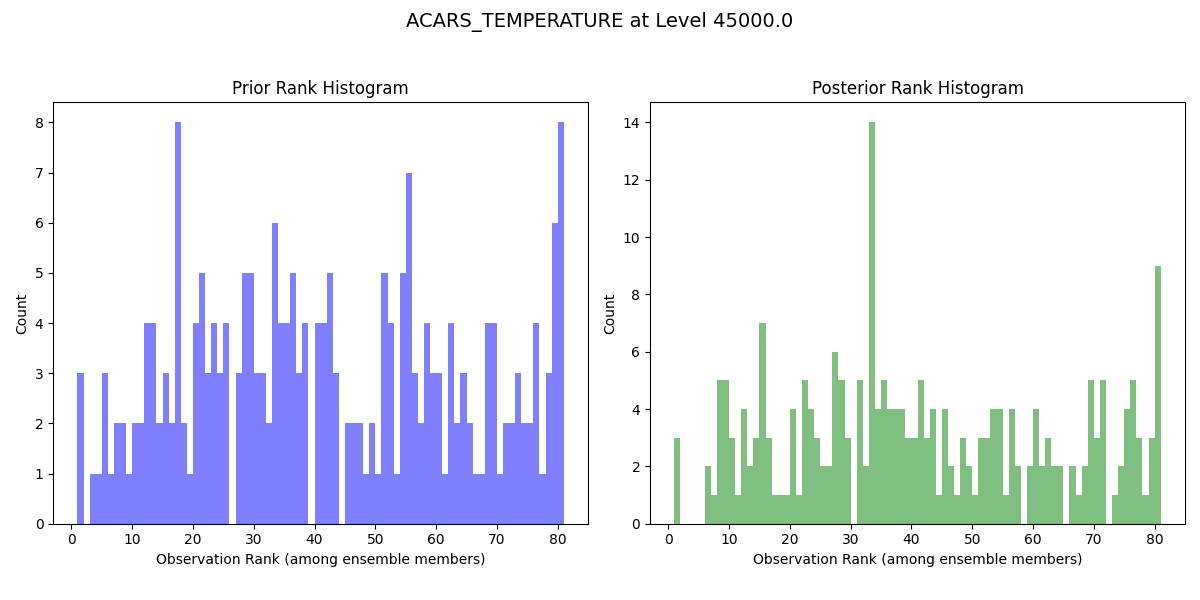 ACARS_TEMPERATURE at Level 45000.0
Prior Rank Histogram
8
7
6
5
4
3
2
1
0
Count
0 10 20 30 40 50 60 70 80
Observation Rank (among ensemble members)
Posterior Rank Histogram
14
12
10
8
6
4
2
0
Count
0 10 20 30 40 50 60 70 80
Observation Rank (among ensemble members)